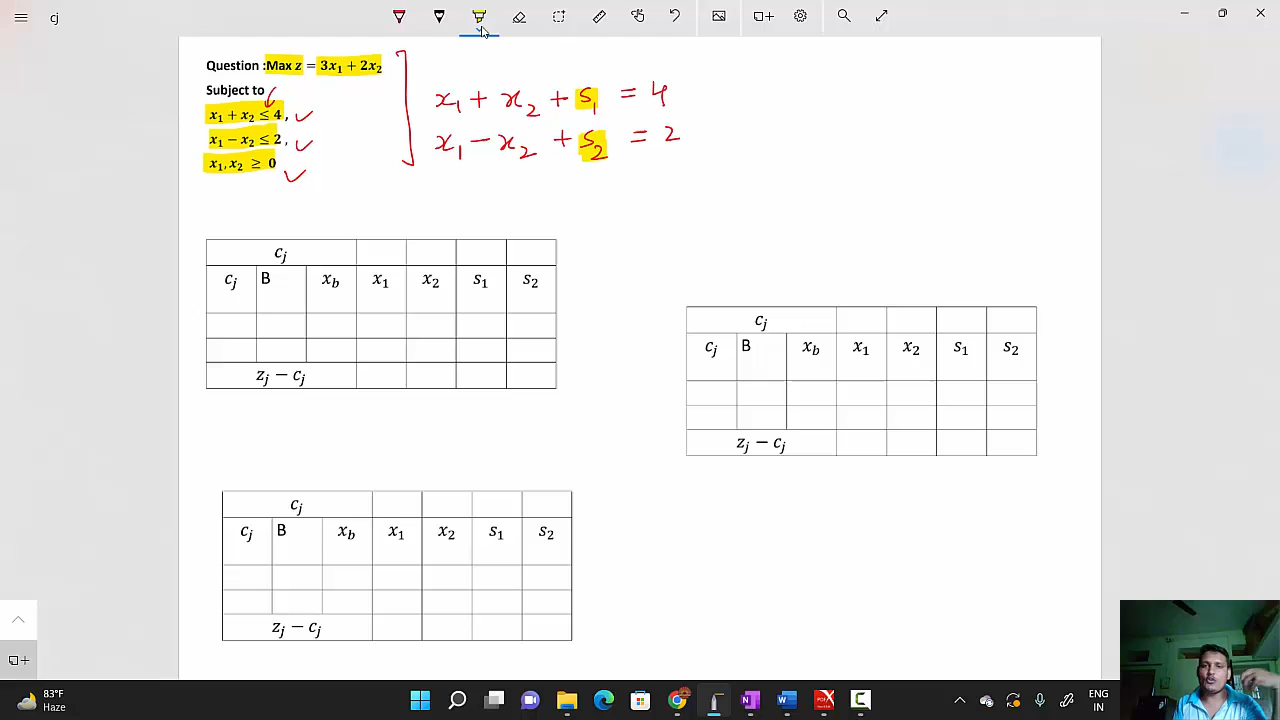 cj
Question :Max z = 3x₁ + 2x₂
Subject to
x₁ + x₂ ≤ 4 ,
x₁ − x₂ ≤ 2 ,
x₁, x₂ ≥ 0
x₁ + x₂ + s₁ = 4
x₁ − x₂ + s₂ = 2
cⱼ
cⱼ B x_b x₁ x₂ s₁ s₂
zⱼ − cⱼ
cⱼ
cⱼ B x_b x₁ x₂ s₁ s₂
zⱼ − cⱼ
cⱼ
cⱼ B x_b x₁ x₂ s₁ s₂
zⱼ − cⱼ
83°F
Haze
ENG
IN